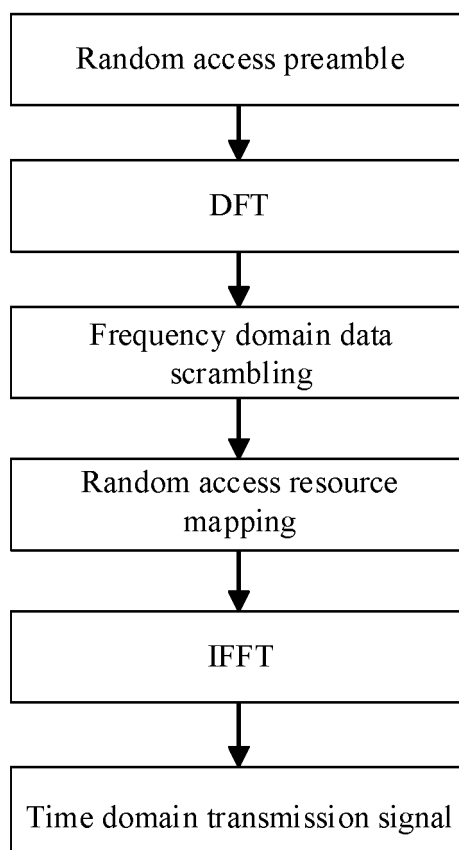 Random access preamble
DFT
Frequency domain data
scrambling
Random access resource
mapping
IFFT
Time domain transmission signal